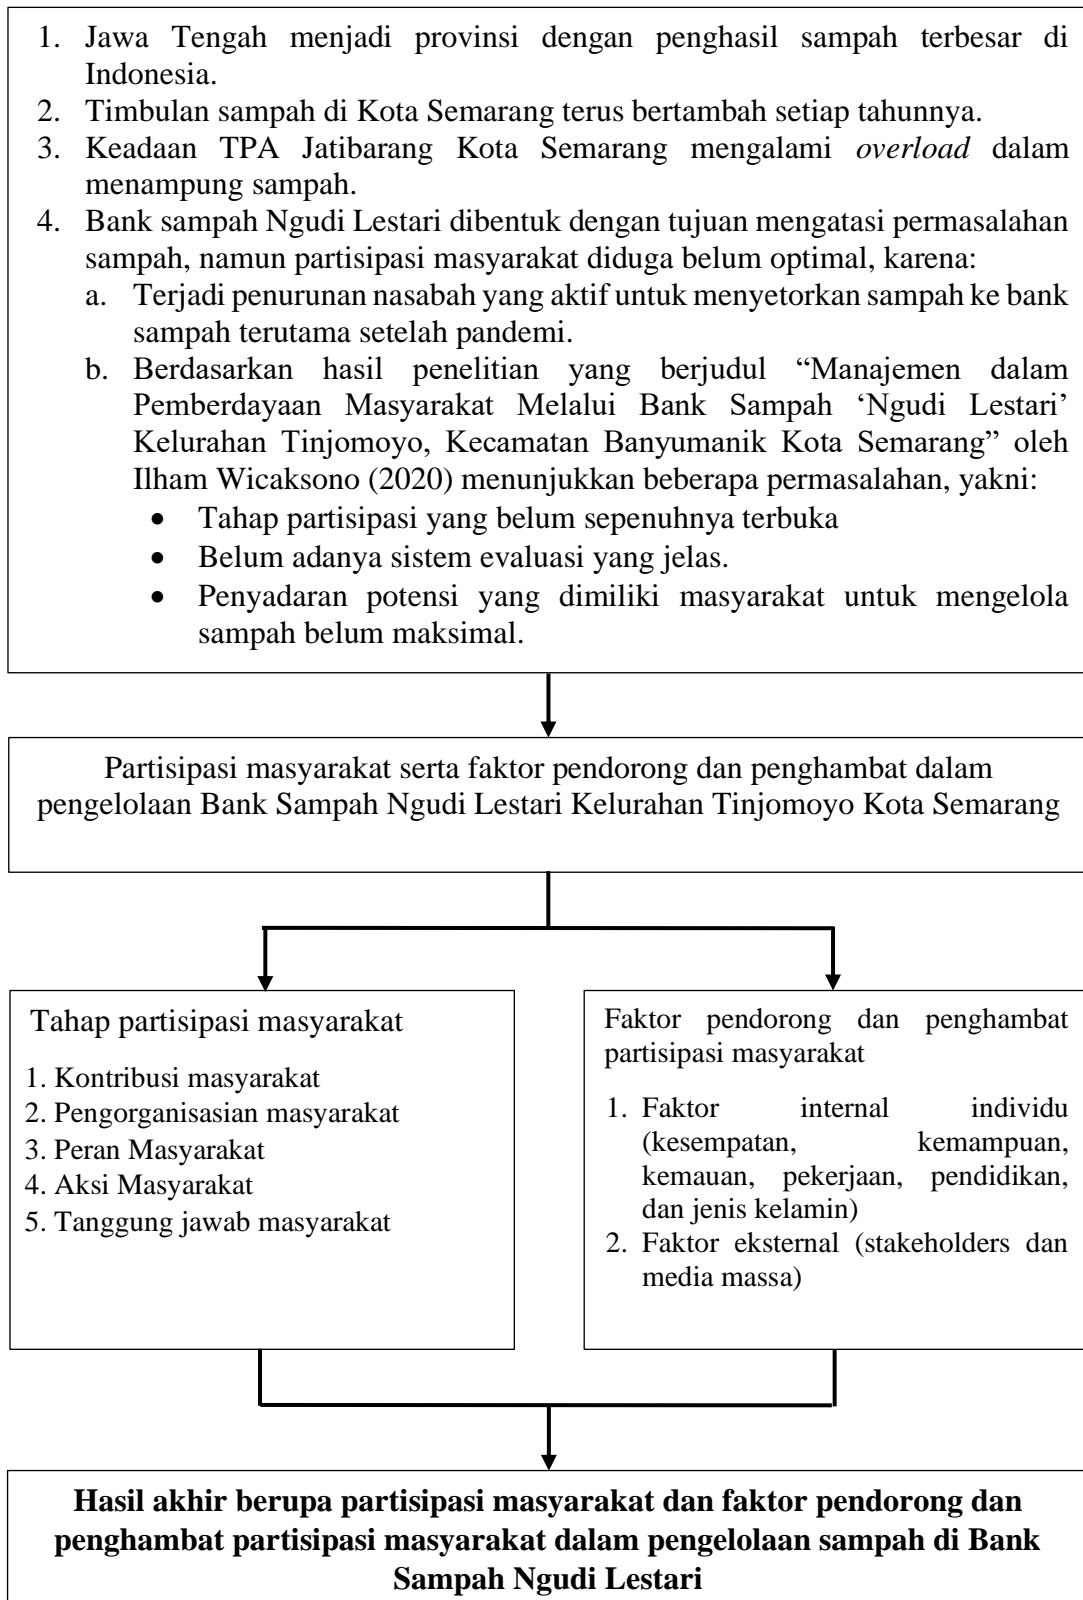 1. Jawa Tengah menjadi provinsi dengan penghasil sampah terbesar di
Indonesia.
2. Timbulan sampah di Kota Semarang terus bertambah setiap tahunnya.
3. Keadaan TPA Jatibarang Kota Semarang mengalami overload dalam
menampung sampah.
4. Bank sampah Ngudi Lestari dibentuk dengan tujuan mengatasi permasalahan
sampah, namun partisipasi masyarakat diduga belum optimal, karena:
a. Terjadi penurunan nasabah yang aktif untuk menyetorkan sampah ke bank
sampah terutama setelah pandemi.
b. Berdasarkan hasil penelitian yang berjudul “Manajemen dalam
Pemberdayaan Masyarakat Melalui Bank Sampah ‘Ngudi Lestari’
Kelurahan Tinjomoyo, Kecamatan Banyumanik Kota Semarang” oleh
Ilham Wicaksono (2020) menunjukkan beberapa permasalahan, yakni:
• Tahap partisipasi yang belum sepenuhnya terbuka
• Belum adanya sistem evaluasi yang jelas.
• Penyadaran potensi yang dimiliki masyarakat untuk mengelola
sampah belum maksimal.
Partisipasi masyarakat serta faktor pendorong dan penghambat dalam
pengelolaan Bank Sampah Ngudi Lestari Kelurahan Tinjomoyo Kota Semarang
Tahap partisipasi masyarakat
1. Kontribusi masyarakat
2. Pengorganisasian masyarakat
3. Peran Masyarakat
4. Aksi Masyarakat
5. Tanggung jawab masyarakat
Faktor pendorong dan penghambat
partisipasi masyarakat
1. Faktor internal individu
(kesempatan, kemampuan,
kemauan, pekerjaan, pendidikan,
dan jenis kelamin)
2. Faktor eksternal (stakeholders dan
media massa)
Hasil akhir berupa partisipasi masyarakat dan faktor pendorong dan
penghambat partisipasi masyarakat dalam pengelolaan sampah di Bank
Sampah Ngudi Lestari